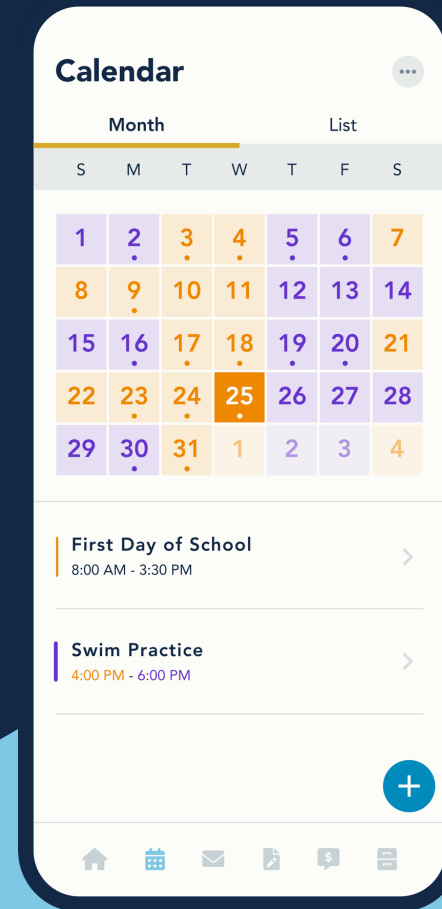 Calendar
Month List
S M T W T F S
1 2 3 4 5 6 7
8 9 10 11 12 13 14
15 16 17 18 19 20 21
22 23 24 25 26 27 28
29 30 31 1 2 3 4
First Day of School
8:00 AM - 3:30 PM
Swim Practice
4:00 PM - 6:00 PM
$